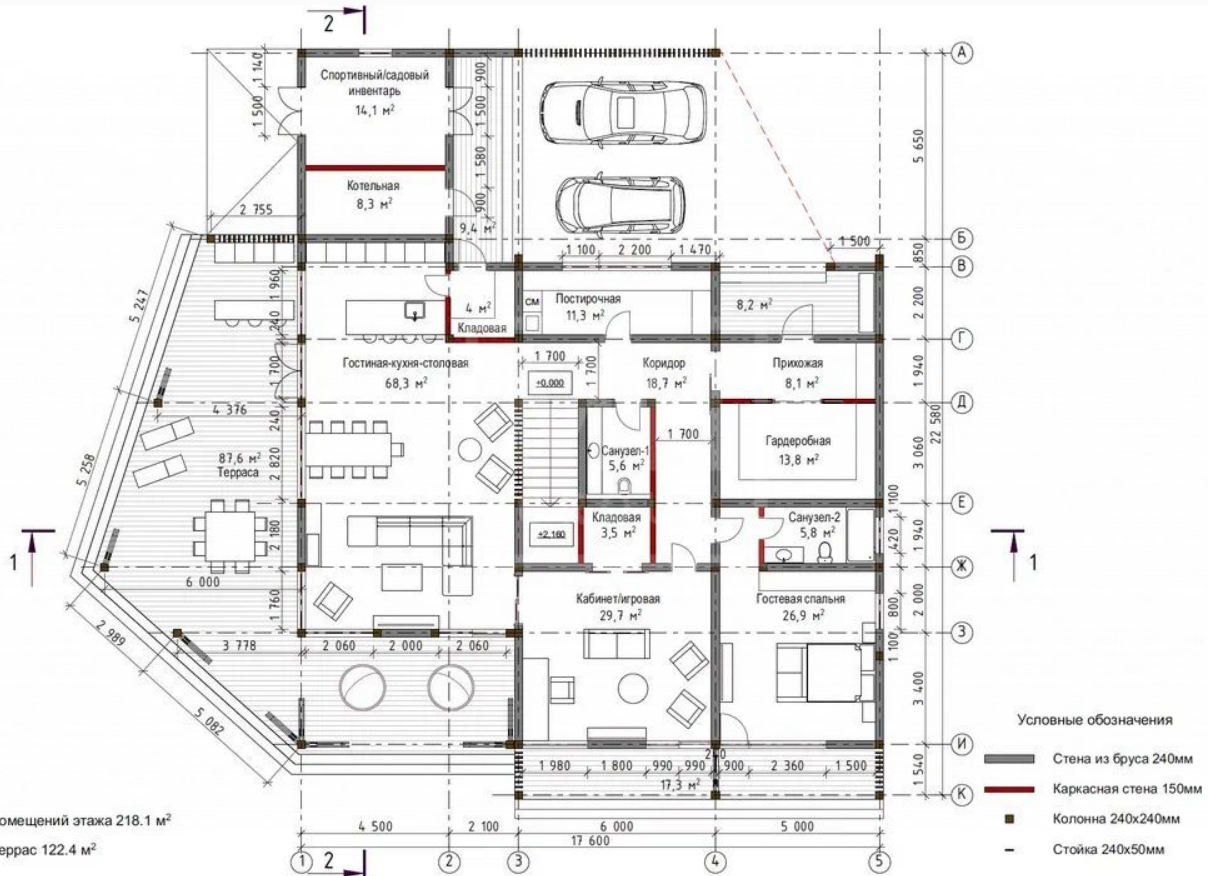 2
А
1 140
900
Спортивный/садовый
инвентарь
14,1 м²
1 500
1 500
5 650
1 580
Котельная
8,3 м²
900
2 755
9,4 м²
Б
1 100
2 200
1 470
1 500
850
В
5 247
1 960
СМ
Постирочная
11,3 м²
4 м²
Кладовая
8,2 м²
2 200
240
Г
Гостиная-кухня-столовая
68,3 м²
1 700
1 700
+0.000
1 700
Коридор
18,7 м²
Прихожая
8,1 м²
1 940
Д
22 580
4 376
240
1 700
Гардеробная
13,8 м²
3 060
87,6 м²
Терраса
5 258
2 820
Санузел-1
5,6 м²
Е
1 100
Кладовая
3,5 м²
+2.160
Санузел-2
5,8 м²
2 180
420
1 940
1
1
Ж
6 000
1 760
Кабинет/игровая
29,7 м²
Гостевая спальня
26,9 м²
800
2 000
2 989
З
3 778
2 060
2 000
2 060
1 100
3 400
5 082
Условные обозначения
И
240
1 980
1 800
990
990
900
2 360
1 500
1 540
17,3 м²
Стена из бруса 240мм
К
Каркасная стена 150мм
омещений этажа 218.1 м²
Колонна 240х240мм
4 500
2 100
6 000
5 000
17 600
еррас 122.4 м²
Стойка 240х50мм
1
2
2
3
4
5